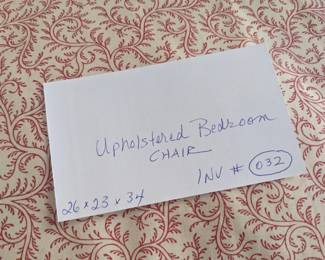 Upholstered Bedroom
CHAIR
INV # 032
26 x 23 x 34